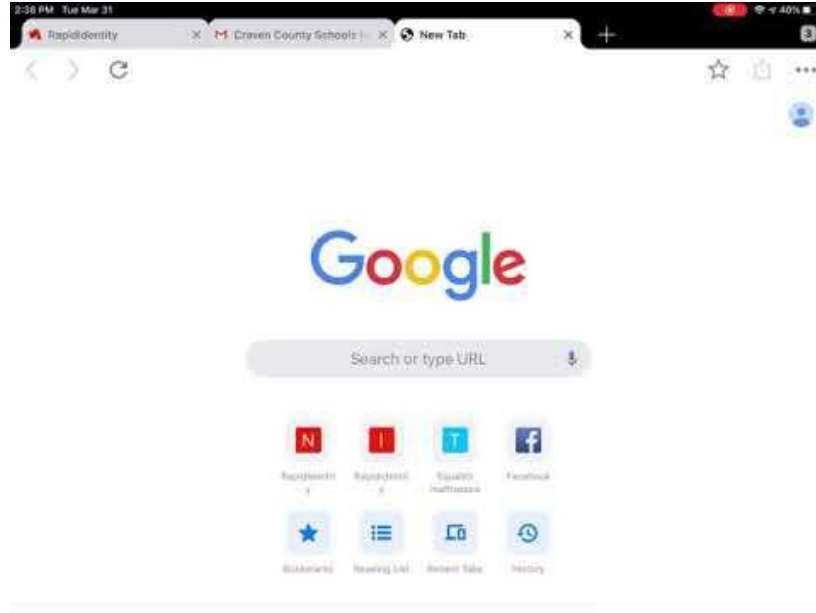 2:38 PM Tue Mar 31
40%
RapidIdentity
Craven County Schools
New Tab
3
Google
Search or type URL
N
I
T
f
Facebook
Bookmarks
Reading List
Recent Tabs
History